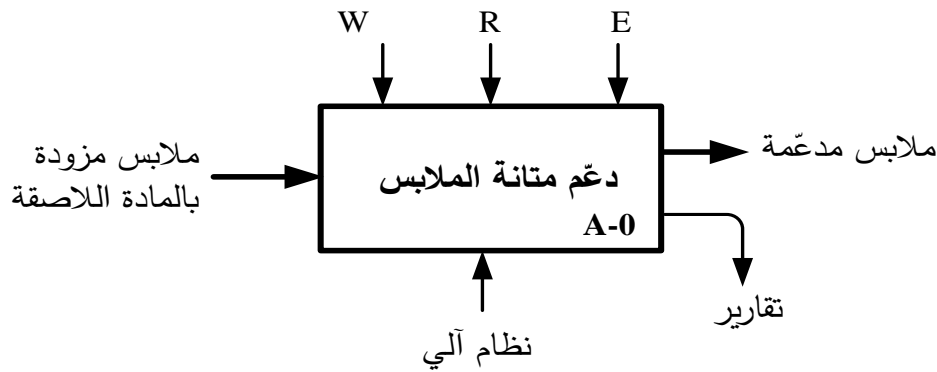 W R E
ملابس مزودة
بالمادة اللاصقة
دعّم متانة الملابس
A-0
ملابس مدعّمة
تقارير
نظام آلي